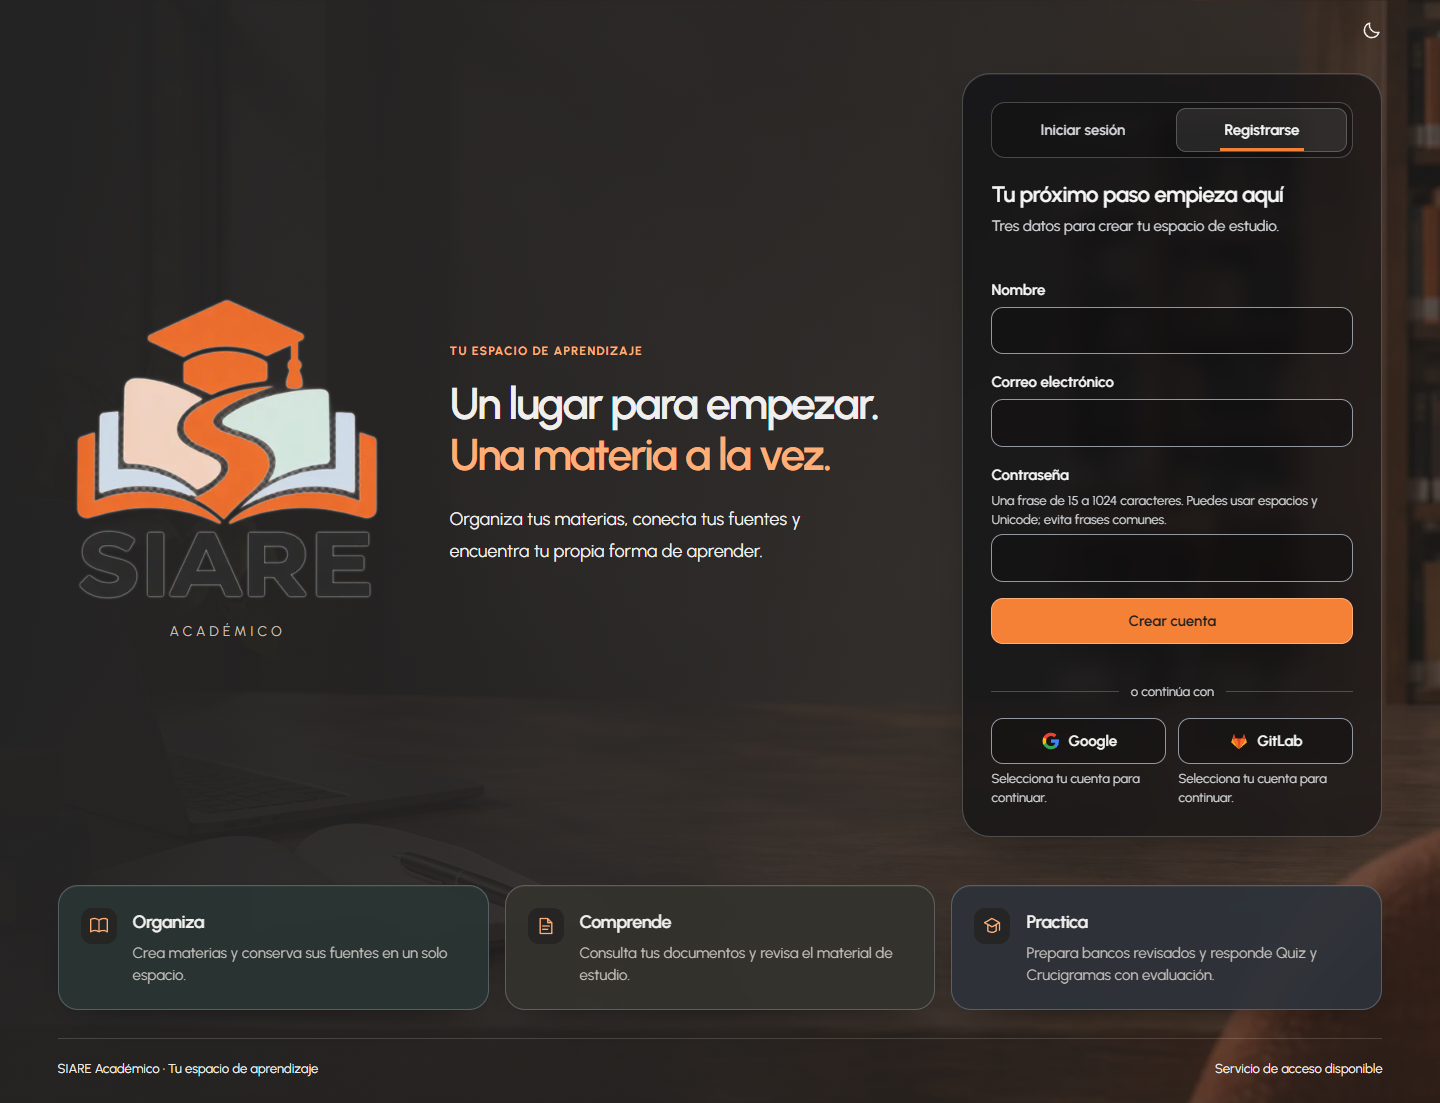 Iniciar sesión
Registrarse
Tu próximo paso empieza aquí
Tres datos para crear tu espacio de estudio.
Nombre
Correo electrónico
Contraseña
Una frase de 15 a 1024 caracteres. Puedes usar espacios y
Unicode; evita frases comunes.
Crear cuenta
o continúa con
Google
GitLab
Selecciona tu cuenta para
continuar.
Selecciona tu cuenta para
continuar.
SIARE
ACADÉMICO
TU ESPACIO DE APRENDIZAJE
Un lugar para empezar.
Una materia a la vez.
Organiza tus materias, conecta tus fuentes y
encuentra tu propia forma de aprender.
Organiza
Crea materias y conserva sus fuentes en un solo
espacio.
Comprende
Consulta tus documentos y revisa el material de
estudio.
Practica
Prepara bancos revisados y responde Quiz y
Crucigramas con evaluación.
SIARE Académico · Tu espacio de aprendizaje
Servicio de acceso disponible